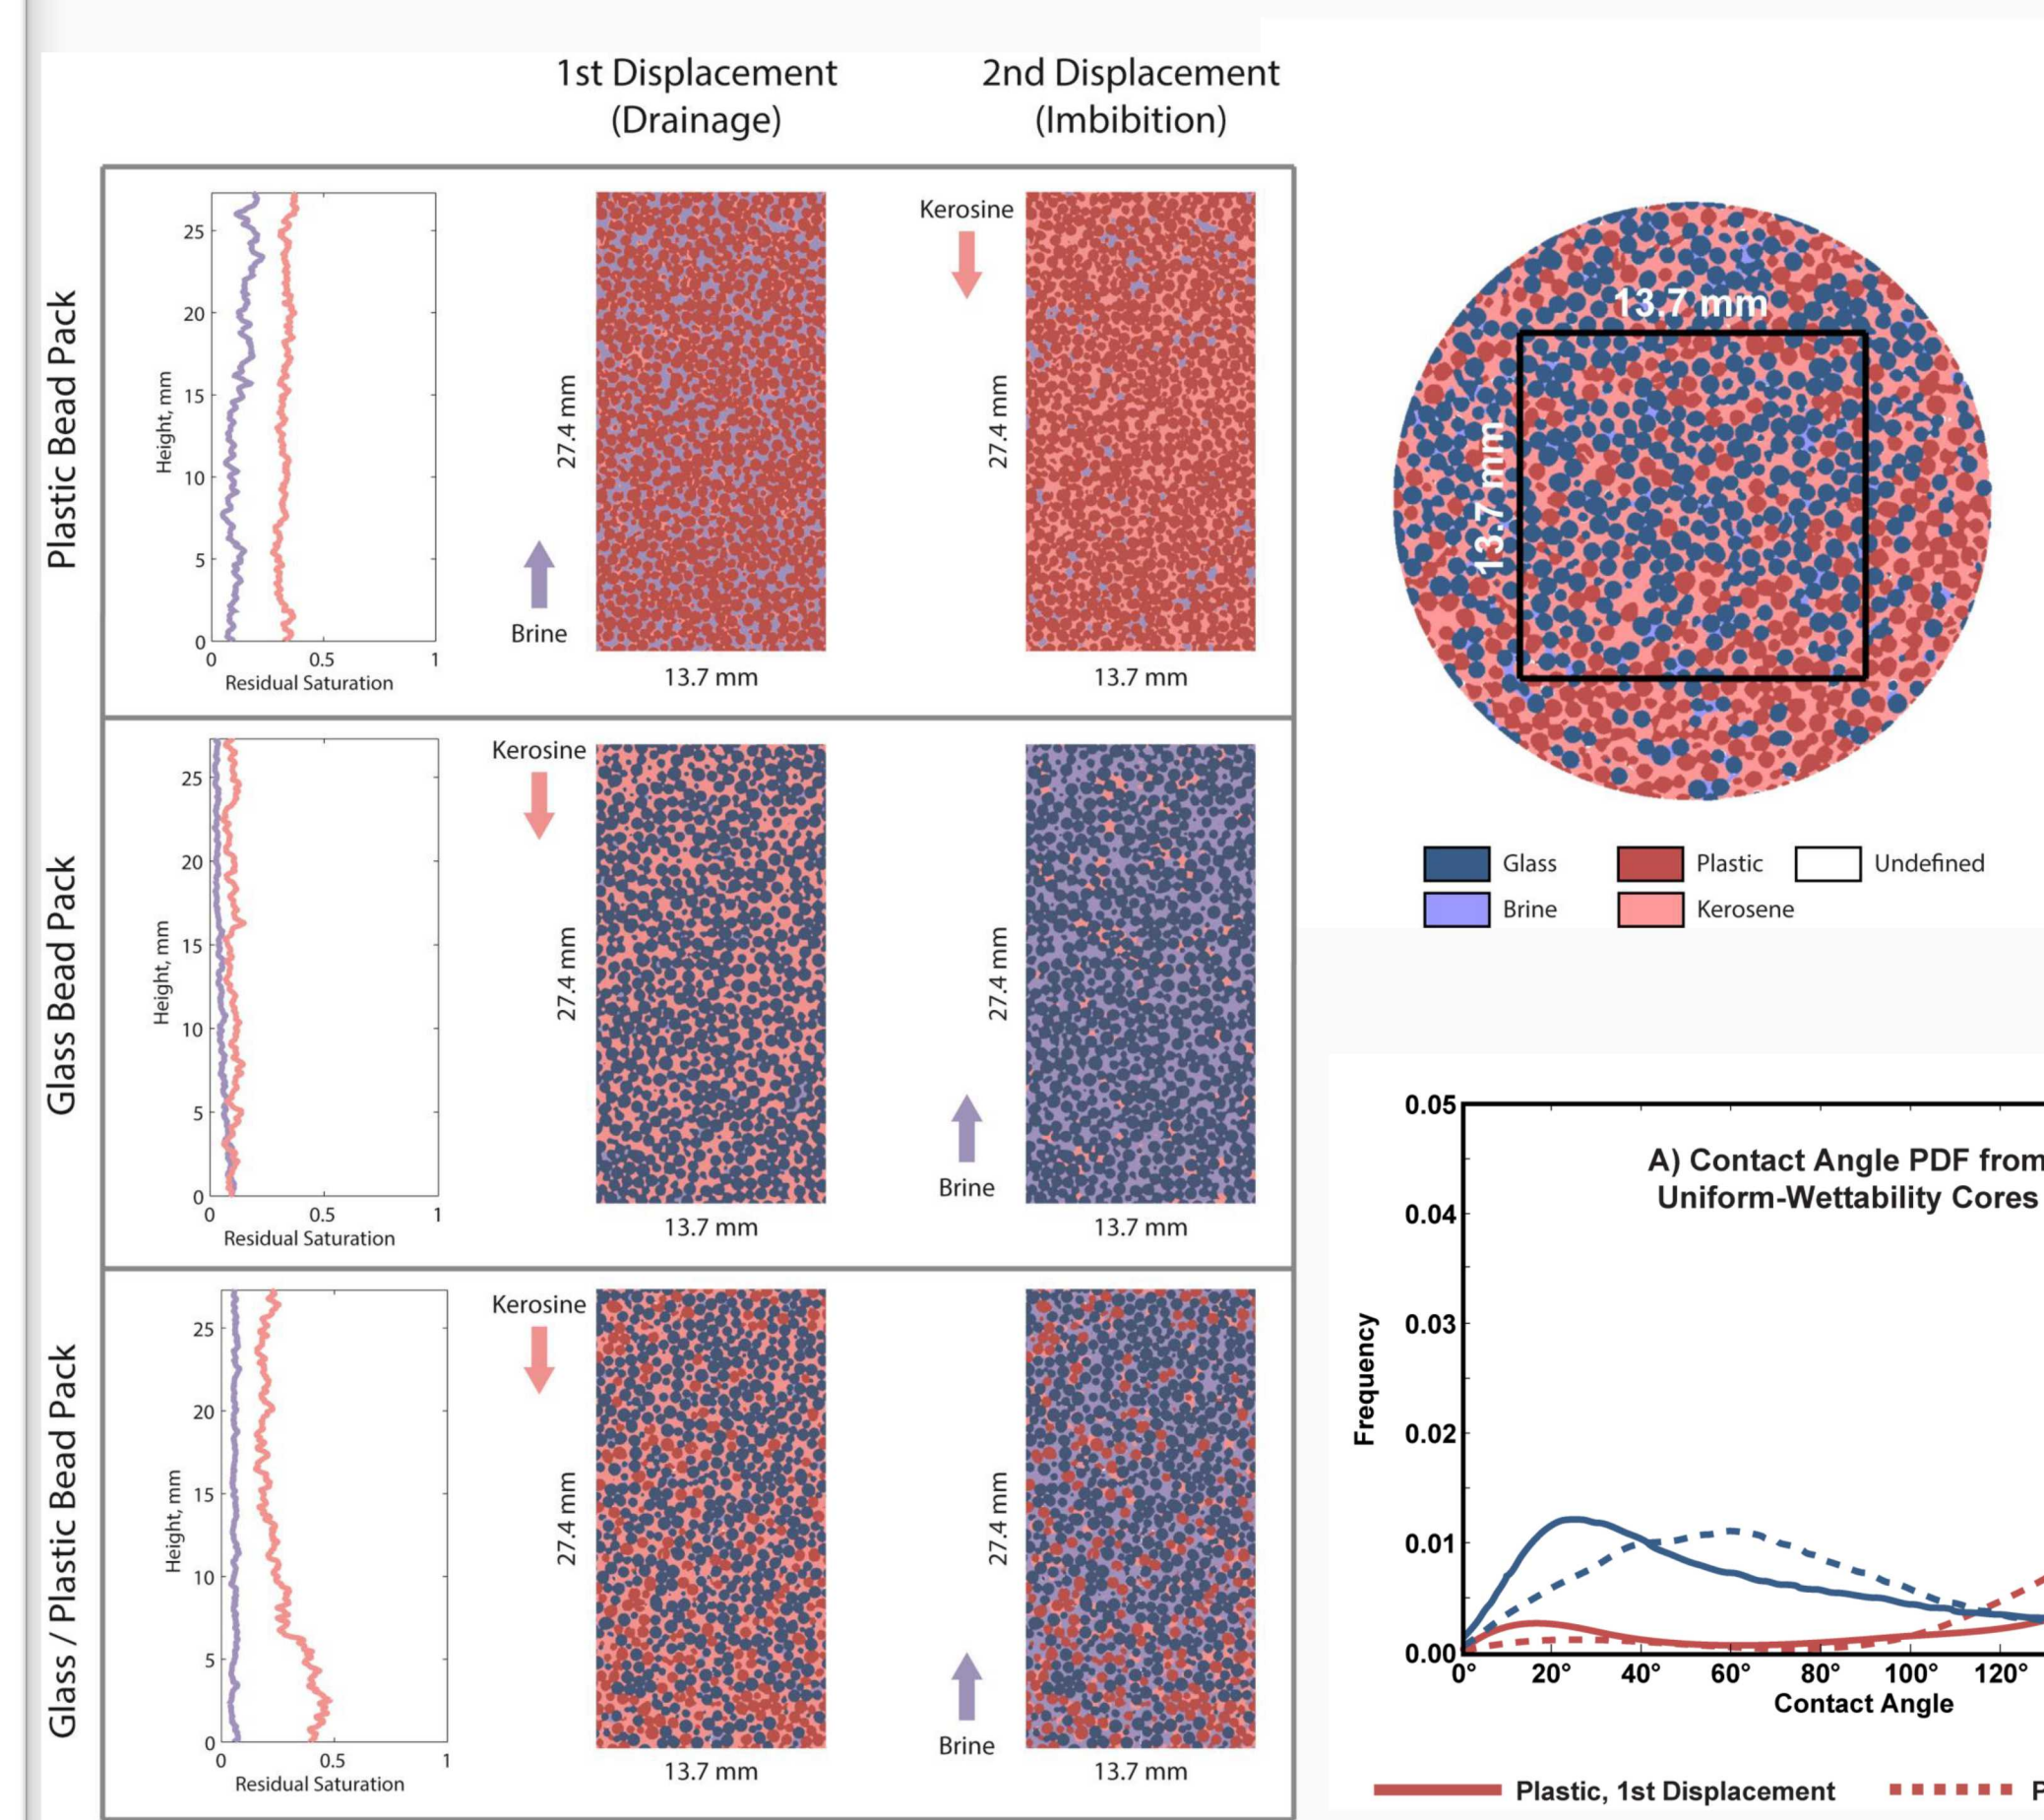 1st Displacement
(Drainage)
2nd Displacement
(Imbibition)
Plastic Bead Pack
Height, mm
25
20
15
10
5
0
0
0.5
1
Residual Saturation
27.4 mm
Brine
13.7 mm
Kerosine
27.4 mm
13.7 mm
Glass Bead Pack
Height, mm
25
20
15
10
5
0
0
0.5
1
Residual Saturation
Kerosine
27.4 mm
13.7 mm
27.4 mm
Brine
13.7 mm
Glass / Plastic Bead Pack
Height, mm
25
20
15
10
5
0
0
0.5
1
Residual Saturation
Kerosine
27.4 mm
13.7 mm
27.4 mm
Brine
13.7 mm
13.7 mm
13.7 mm
Glass
Plastic
Undefined
Brine
Kerosene
A) Contact Angle PDF from
Uniform-Wettability Cores
Frequency
0.05
0.04
0.03
0.02
0.01
0.00
0°
20°
40°
60°
80°
100°
120°
Contact Angle
Plastic, 1st Displacement
P